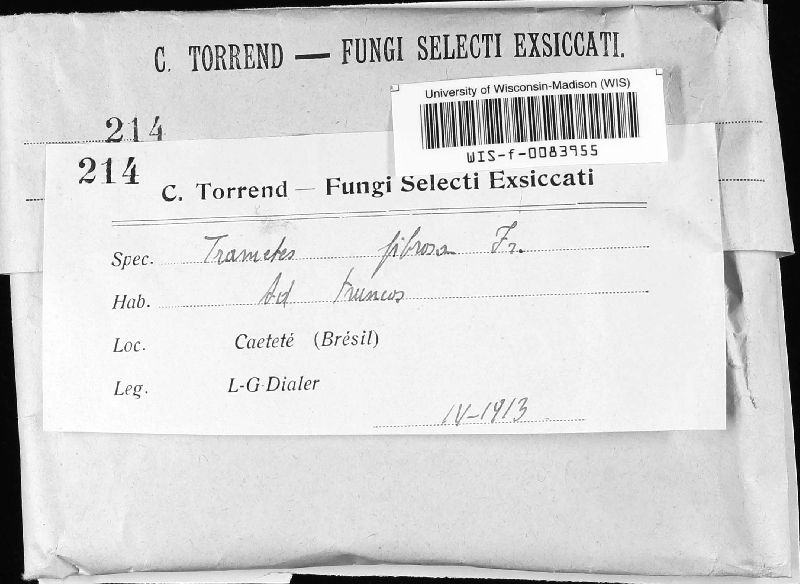 C. TORREND — FUNGI SELECTI EXSICCATI.
University of Wisconsin-Madison (WIS)
WIS-f-0083955
214
214
C. Torrend — Fungi Selecti Exsiccati
Spec. Trametes fibrosa Fr.
Hab. Ad truncos
Loc. Caeteté (Brésil)
Leg. L-G-Dialer
IV-1913